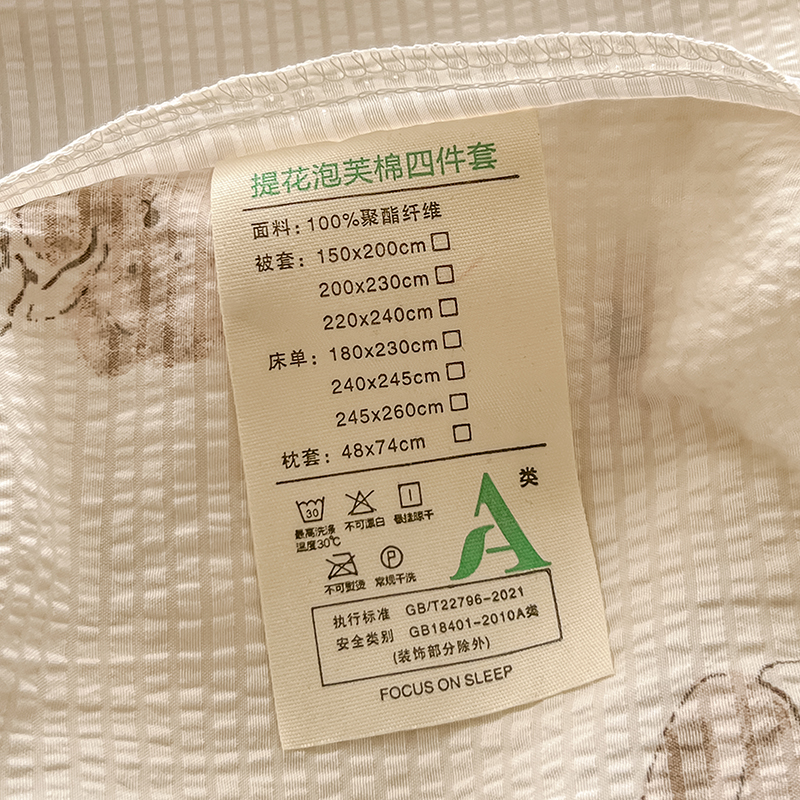 提花泡芙棉四件套
面料：100%聚酯纤维
被套：150x200cm□
200x230cm□
220x240cm□
床单：180x230cm□
240x245cm□
245x260cm□
枕套：48x74cm □
A类
30
最高洗涤
温度30℃
不可漂白
悬挂晾干
不可熨烫
P
常规干洗
执行标准 GB/T22796-2021
安全类别 GB18401-2010A类
(装饰部分除外)
FOCUS ON SLEEP